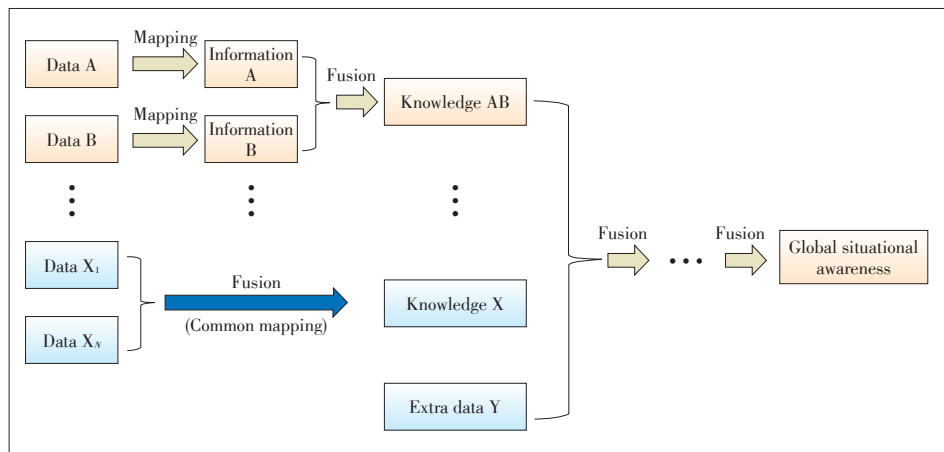 Data A
Mapping
Information
A
Fusion
Knowledge AB
Data B
Mapping
Information
B
Data X₁
Data X_N
Fusion
(Common mapping)
Knowledge X
Extra data Y
Fusion
Fusion
Global situational
awareness